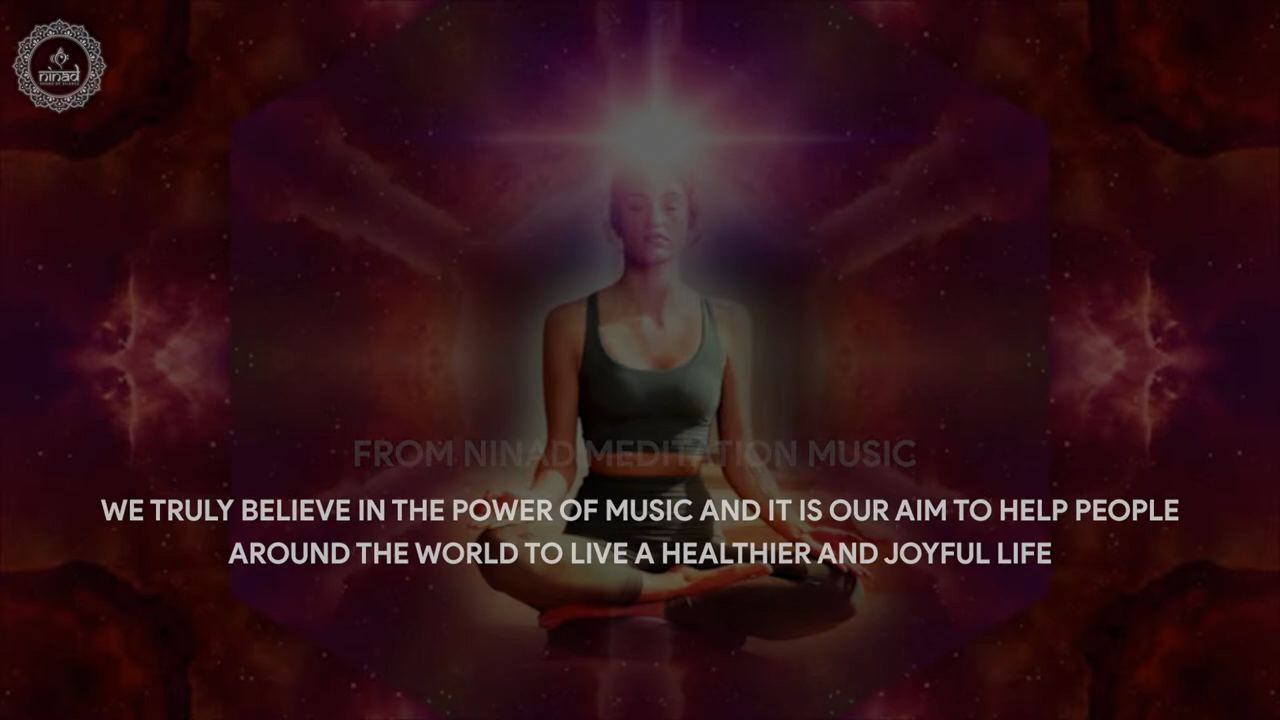 ninad
FROM NINAD MEDITATION MUSIC
WE TRULY BELIEVE IN THE POWER OF MUSIC AND IT IS OUR AIM TO HELP PEOPLE
AROUND THE WORLD TO LIVE A HEALTHIER AND JOYFUL LIFE